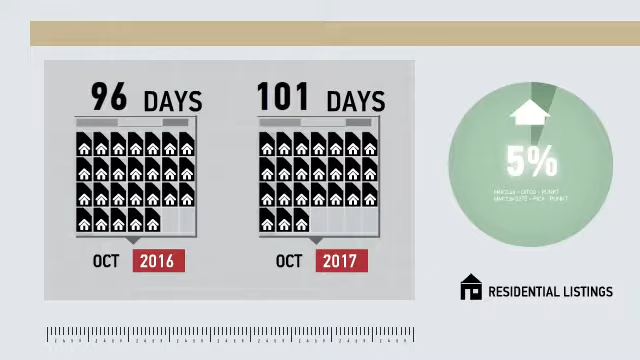 96 DAYS
101 DAYS
OCT 2016
OCT 2017
5%
RESIDENTIAL LISTINGS